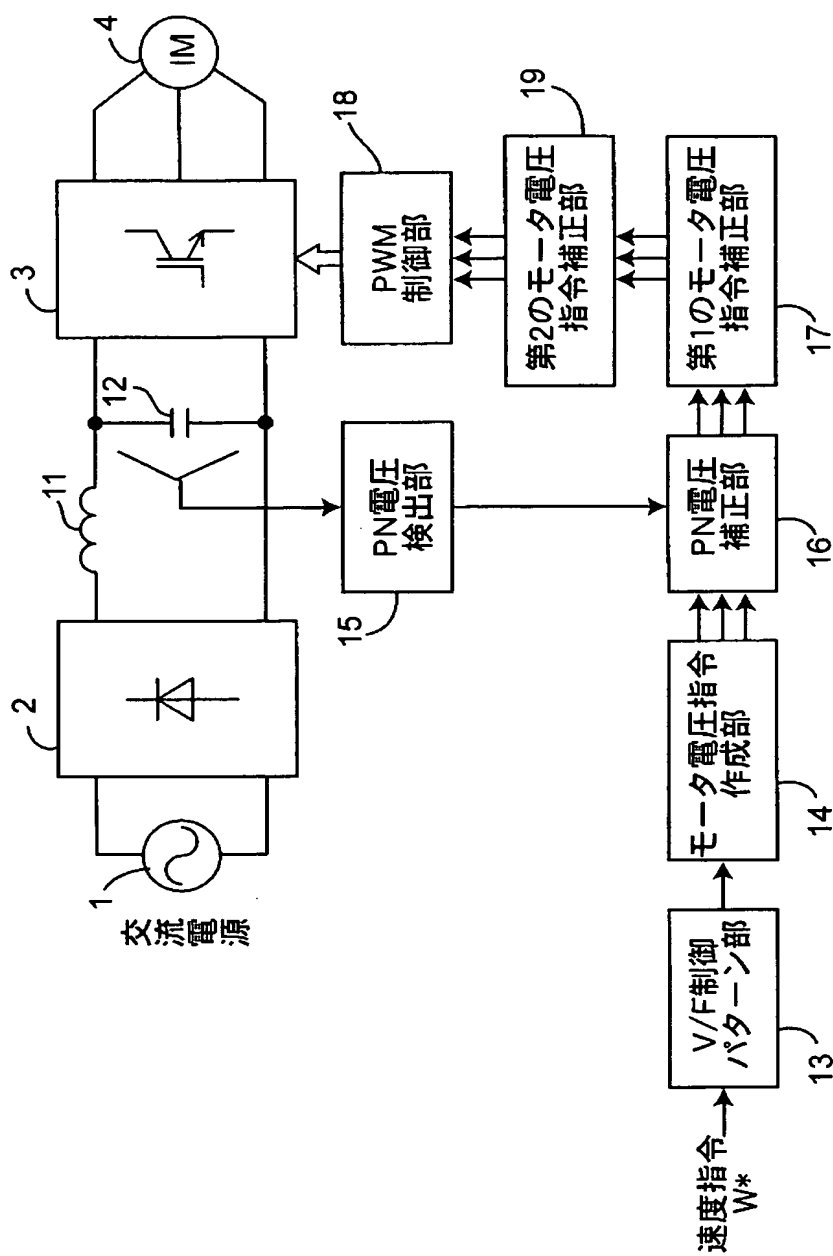 1
交流電源
2
11
12
3
IM
4
PN電圧
検出部
15
PWM
制御部
18
第2のモータ電圧
指令補正部
19
速度指令
W*
V/F制御
パターン部
13
モータ電圧指令
作成部
14
PN電圧
補正部
16
第1のモータ電圧
指令補正部
17